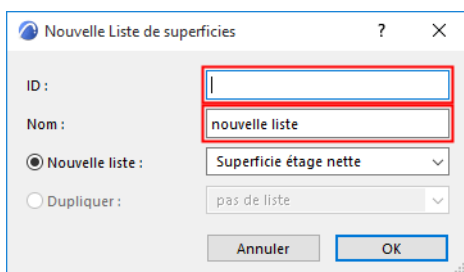 Nouvelle Liste de superficies ?
ID :
Nom : nouvelle liste
Nouvelle liste : Superficie étage nette
Dupliquer : pas de liste
Annuler OK